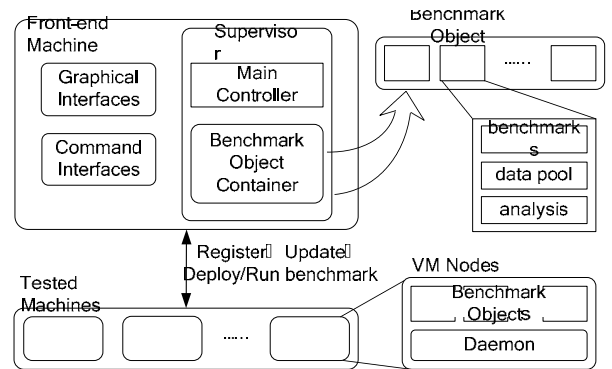 Front-end
Machine
Graphical
Interfaces
Command
Interfaces
Superviso
r
Main
Controller
Benchmark
Object
Container
Benchmark
Object
......
benchmark
s
data pool
analysis
Register Update
Deploy/Run benchmark
Tested
Machines
......
VM Nodes
Benchmark
Objects
Daemon